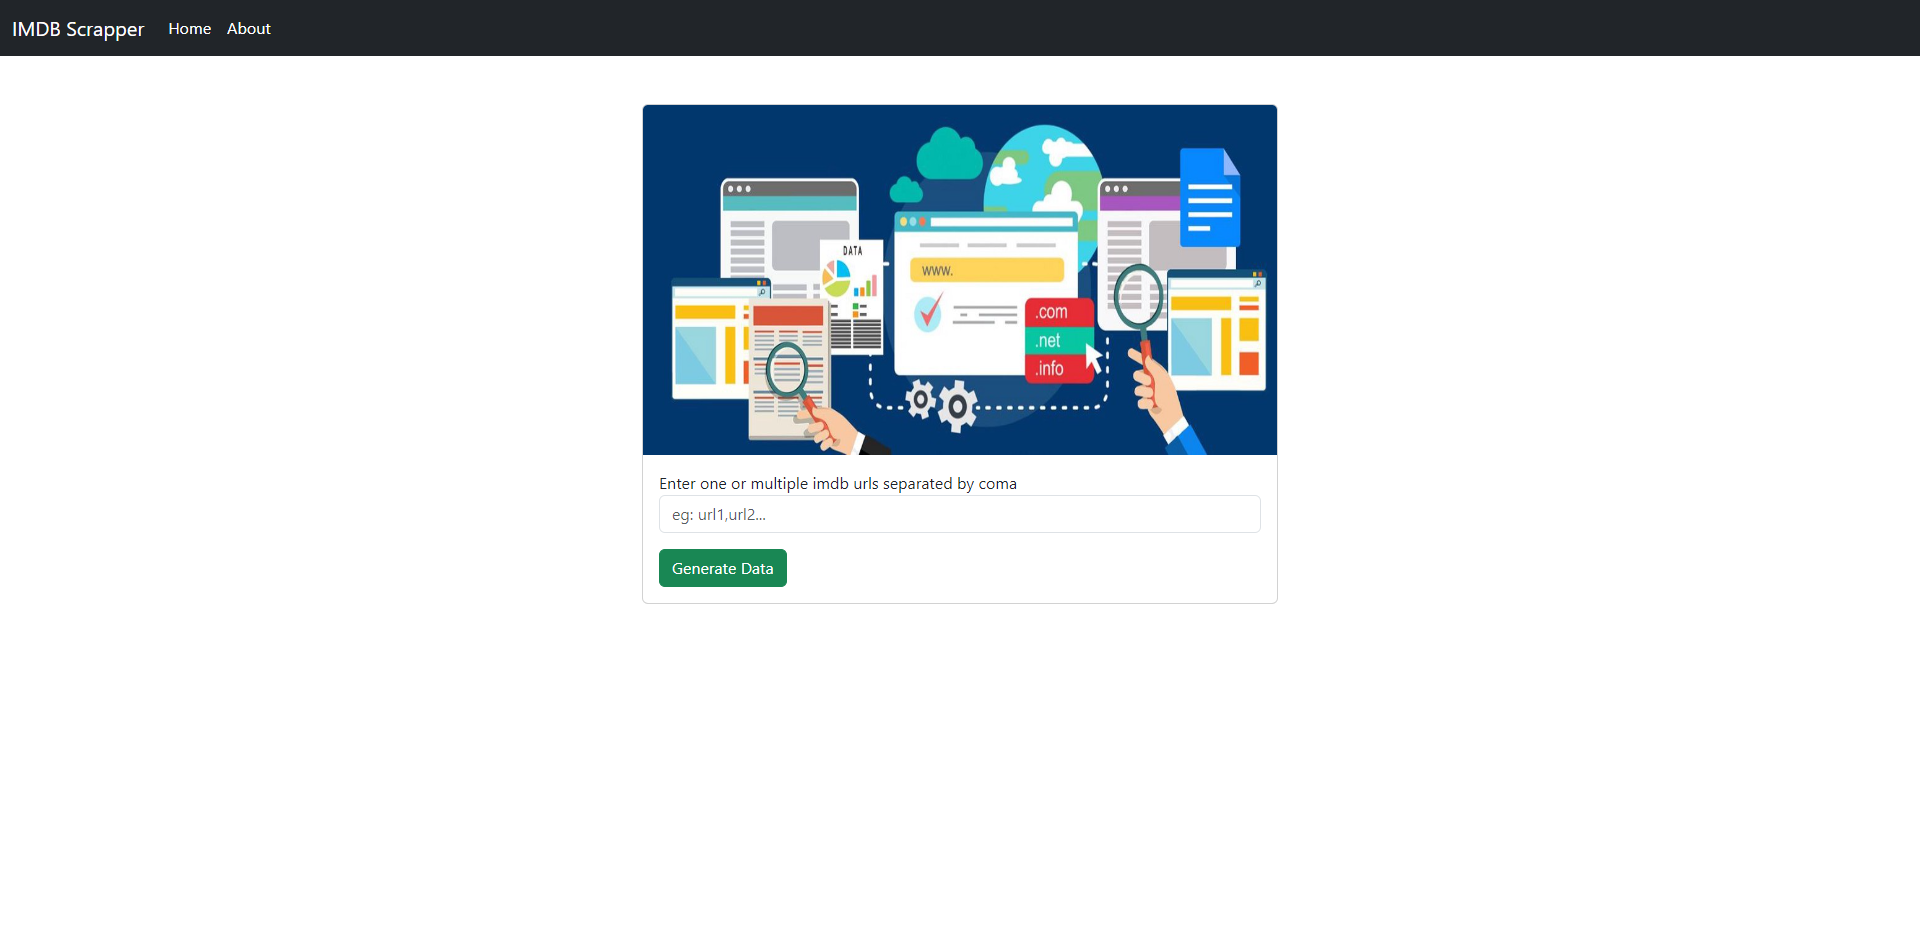 IMDB Scrapper Home About
DATA
www.
.com
.net
.info
Enter one or multiple imdb urls separated by coma
eg: url1,url2...
Generate Data